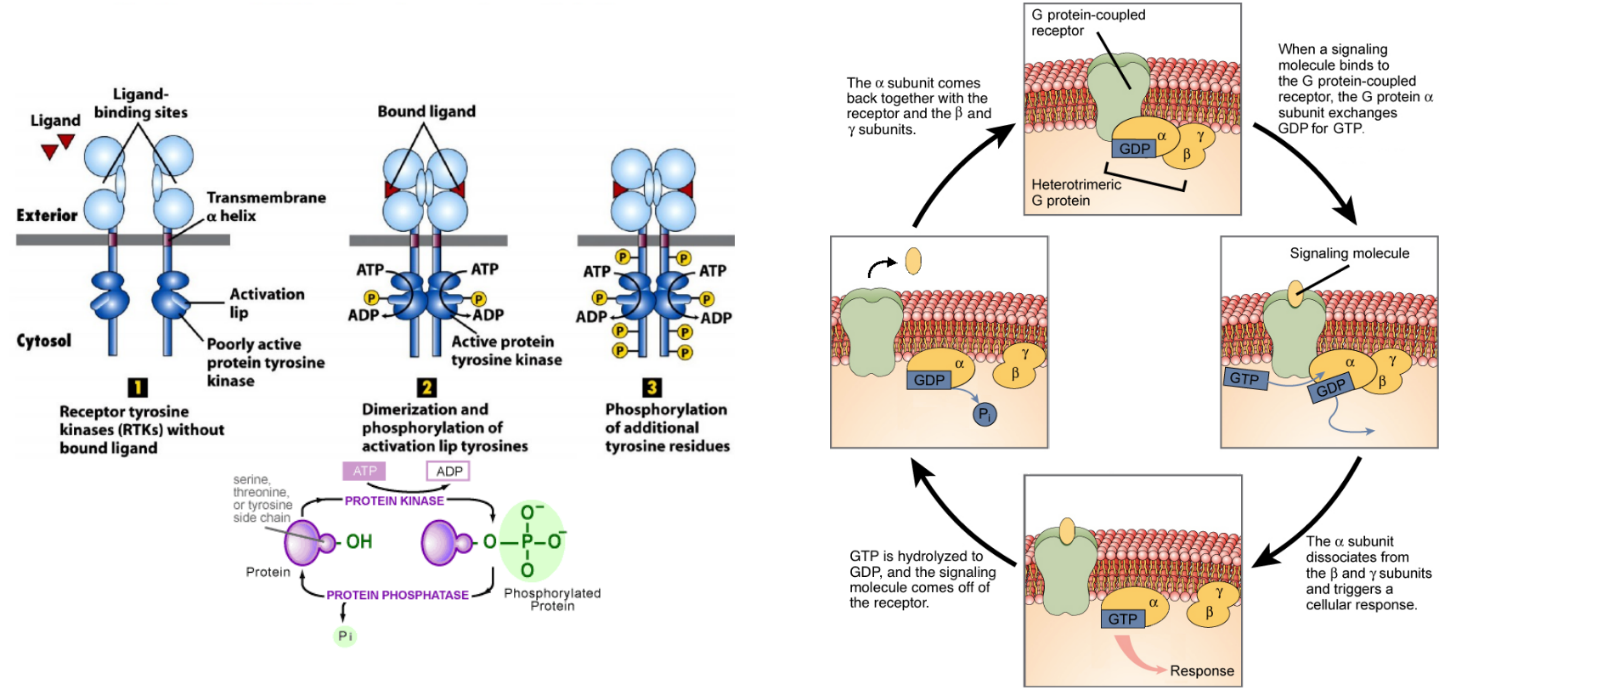 Ligand-
binding sites
Ligand
Exterior
Transmembrane
α helix
Activation
lip
Cytosol
Poorly active
protein tyrosine
kinase
1
Receptor tyrosine
kinases (RTKs) without
bound ligand
Bound ligand
ATP
ATP
P
P
ADP
ADP
Active protein
tyrosine kinase
2
Dimerization and
phosphorylation of
activation lip tyrosines
P
P
ATP
ATP
P
P
ADP
ADP
P
P
P
P
3
Phosphorylation
of additional
tyrosine residues
serine,
threonine,
or tyrosine
side chain
ATP
ADP
PROTEIN KINASE
OH
Protein
O
P
O−
O−
O
PROTEIN PHOSPHATASE
Phosphorylated
Protein
Pi
G protein-coupled
receptor
α
γ
β
GDP
Heterotrimeric
G protein
When a signaling
molecule binds to
the G protein-coupled
receptor, the G protein α
subunit exchanges
GDP for GTP.
Signaling molecule
α
γ
β
GTP
GDP
The α subunit
dissociates from
the β and γ subunits
and triggers a
cellular response.
α
γ
β
GTP
Response
GTP is hydrolyzed to
GDP, and the signaling
molecule comes off of
the receptor.
α
γ
β
GDP
Pi
The α subunit comes
back together with the
receptor and the β and
γ subunits.